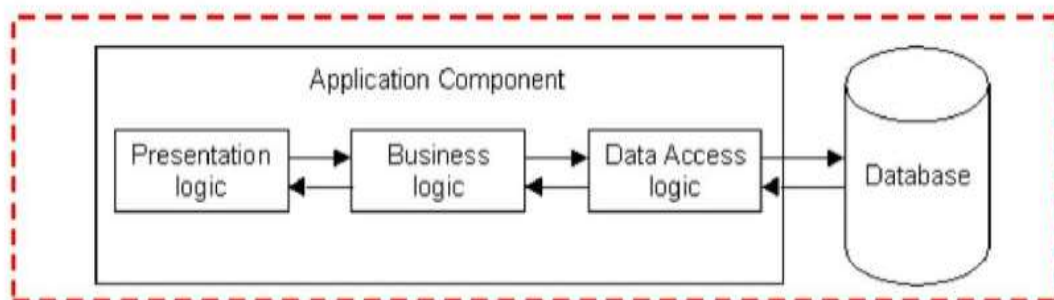 Application Component
Presentation
logic
Business
logic
Data Access
logic
Database